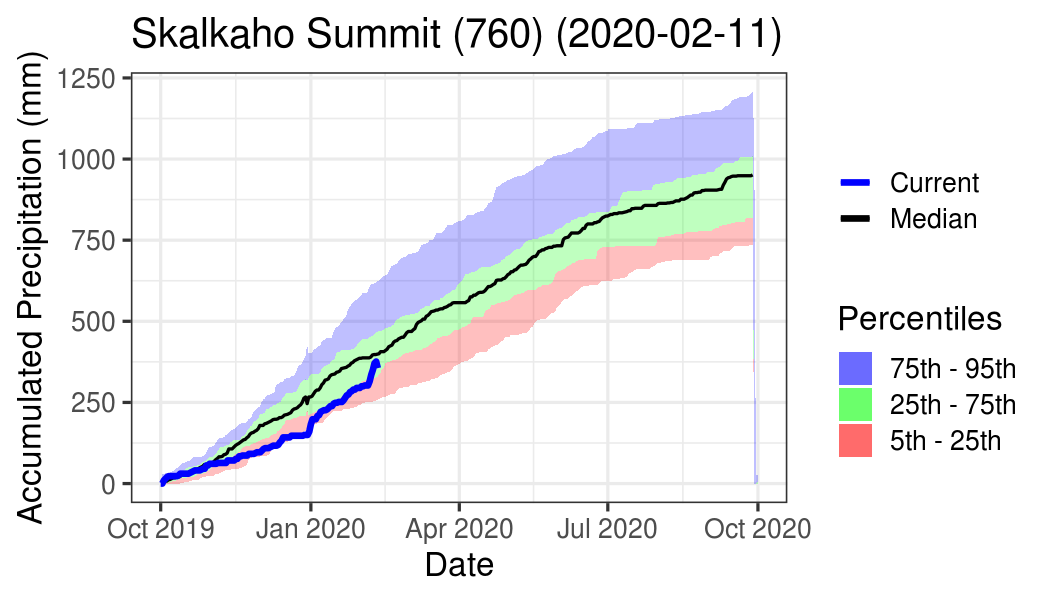 Skalkaho Summit (760) (2020-02-11)
Accumulated Precipitation (mm)
1250
1000
750
500
250
0
Oct 2019
Jan 2020
Apr 2020
Jul 2020
Oct 2020
Date
Current
Median
Percentiles
75th - 95th
25th - 75th
5th - 25th